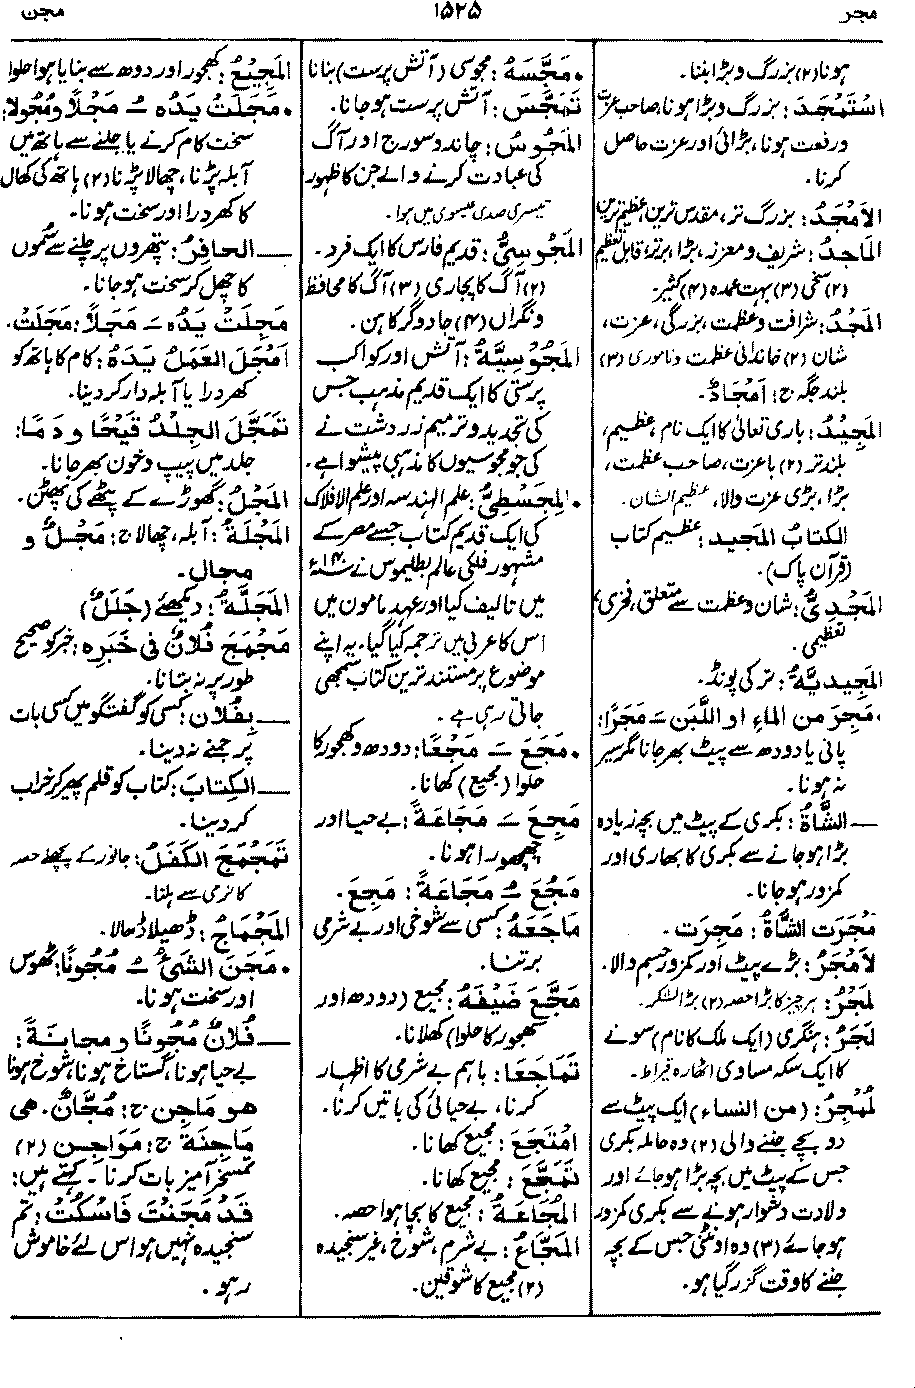 مجر
۱۵۲۵
مجن
ہونا (۲) بزرگ و بڑا بننا۔
اسْتَمْجَدَ: بزرگ و بڑا ہونا، صاحب عزت
و رفعت ہونا، بڑائی اور عزت حاصل
کرنا۔
الأَمْجَدُ: بزرگ تر، مقدس ترین، عظیم ترین
المَاجِدُ: شریف و معزز، بڑا، برتر، قابل تعظیم
(۲) سخی (۳) بہت عمدہ (۴) کثیر۔
المَجْدُ: شرافت و عظمت، بزرگی، عزت،
شان (۲) خاندانی عظمت و ناموری (۳)
بلند جگہ ج: أَمْجَادٌ۔
المَجِيْدُ: باری تعالی کا ایک نام، عظیم،
بلند تر (۲) باعزت، صاحب عظمت،
بڑا، بڑی عزت والا، عظیم الشان۔
الكتابُ المَجيد: عظیم کتاب
(قرآن پاک)۔
المَجْدِيُّ: شان و عظمت سے متعلق، فخری،
تعظیمی۔
المَجِيديَّةُ: ترکی پونڈ۔
• مَجِرَ من الماءِ او اللَّبَنِ ـَ مَجَرًا:
پانی یا دودھ سے پیٹ بھر جانا مگر سیر
نہ ہونا۔
ــ الشَّاةُ: بکری کے پیٹ میں بچہ زیادہ
بڑا ہو جانے سے بکری کا بھاری اور
کمزور ہو جانا۔
مْجَرَت الشَّاةُ: مَجِرَت۔
لأَمْجَرُ: بڑے پیٹ اور کمزور جسم والا۔
لمَجْرُ: ہر چیز کا بڑا حصہ (۲) بڑا لشکر۔
لمَجَرُ: ہنگری (ایک ملک کا نام) سونے
کا ایک سکہ مساوی اٹھارہ قیراط۔
لمُمْجِرُ: (من النساء) ایک پیٹ سے
دو بچے جننے والی (۲) وہ حاملہ بکری
جس کے پیٹ میں بچہ بڑا ہو جائے اور
ولادت دشوار ہونے سے بکری کمزور
ہو جائے (۳) وہ اونٹنی جس کے بچہ
جننے کا وقت گزر گیا ہو۔
• مَجَّسَهُ: مجوسی (آتش پرست) بنانا
تَمَجَّسَ: آتش پرست ہو جانا۔
المَجُوسُ: چاند و سورج اور آگ
کی عبادت کرنے والے جن کا ظہور
تیسری صدی عیسوی میں ہوا۔
المَجُوسِيُّ: قدیم فارس کا ایک فرد۔
(۲) آگ کا پجاری (۳) آگ کا محافظ
و نگراں (۴) جادوگر کاہن۔
المَجُوْسِيَّةُ: آتش اور کواکب
پرستی کا ایک قدیم مذہب جس
کی تجدید و ترمیم زردشت نے
کی جو مجوسیوں کا مذہبی پیشوا ہے۔
• المِجَسْطِيُّ: علم الہندسہ اور علم الافلاک
کی ایک قدیم کتاب جسے مصر کے
مشہور فلکی عالم بطلیموس نے ۱۴۰ء
میں تالیف کیا اور عہد مامون میں
اس کا عربی میں ترجمہ کیا گیا۔ یہ اپنے
موضوع پر مستند ترین کتاب سمجھی
جاتی رہی ہے۔
• مَجَعَ ـَ مَجْعًا: دودھ و کھجور کا
حلوا (مجیع) کھانا۔
مَجِعَ ـَ مَجَاعَةً: بے حیا اور
چھچھورا ہونا۔
مَجُعَ ـُ مَجَاعَةً: مَجِعَ۔
مَاجَعَهُ: کسی سے شوخی اور بے شرمی
برتنا۔
مَجَّعَ ضَيْفَهُ: مجیع (دودھ اور
کھجور کا حلوا) کھلانا۔
تَمَاجَعَا: باہم بے شرمی کا اظہار
کرنا، بے حیائی کی باتیں کرنا۔
امْتَجَعَ: مجیع کھانا۔
تَمَجَّعَ: مجیع کھانا۔
المُجَاعَةُ: مجیع کا بچا ہوا حصہ۔
المَجَّاعُ: بے شرم، شوخ، غیر سنجیدہ
(۲) مجیع کا شوقین۔
المَجِيْعُ: کھجور اور دودھ سے بنایا ہوا حلوا
• مَجَلَتْ يَدُه ـُ مَجْلًا و مُجُولًا:
سخت کام کرنے یا جلنے سے ہاتھ میں
آبلہ پڑنا، چھالا پڑنا (۲) ہاتھ کی کھال
کا کھردرا اور سخت ہونا۔
ــ الحافِرُ: پتھروں پر چلنے سے سُموں
کا چھل کر سخت ہو جانا۔
مَجِلَتْ يَدُه ـَ مَجَلًا: مَجَلَتْ۔
أَمْجَلَ العَمَلُ يَدَهُ: کام کا ہاتھ کو
کھردرا یا آبلہ دار کر دینا۔
تَمَجَّلَ الجِلْدُ قَيْحًا و دَمًا:
جلد میں پیپ و خون بھر جانا۔
المَجْلُ: گھوڑے کے پٹھے کی پھٹن۔
المَجْلَةُ: آبلہ، چھالا ج: مَجْلٌ و
مجال۔
المَجَلَّةُ: دیکھئے (جَلَلَ)
مَجْمَجَ فُلَانٌ فی خَبَرِه: خبر کو صحیح
طور پر نہ بتانا۔
ــ بِفُلَان: کسی کو گفتگو میں کسی بات
پر جمنے نہ دینا۔
ــ الكِتَابَ: کتاب کو قلم پھیر کر خراب
کر دینا۔
تَمَجْمَجَ الكَفَلُ: جانور کے پچھلے حصہ
کا نرمی سے ہلنا۔
المَجْمَاجُ: ڈھیلا ڈھالا۔
• مَجَنَ الشَّئُ ـُ مُجُونًا: ٹھوس
اور سخت ہونا۔
ــ فُلَانٌ مُجُونًا و مجانَةً:
بے حیا ہونا، گستاخ ہونا، شوخ ہونا
هو مَاجِن ج: مُجَّانٌ۔ هی
مَاجِنَة ج: مَوَاجِن (۲)
تمسخر آمیز بات کرنا۔ کہتے ہیں:
قَدْ مَجَنْتَ فَاسْكُتْ: تم
سنجیدہ نہیں ہو اس لئے خاموش
رہو۔